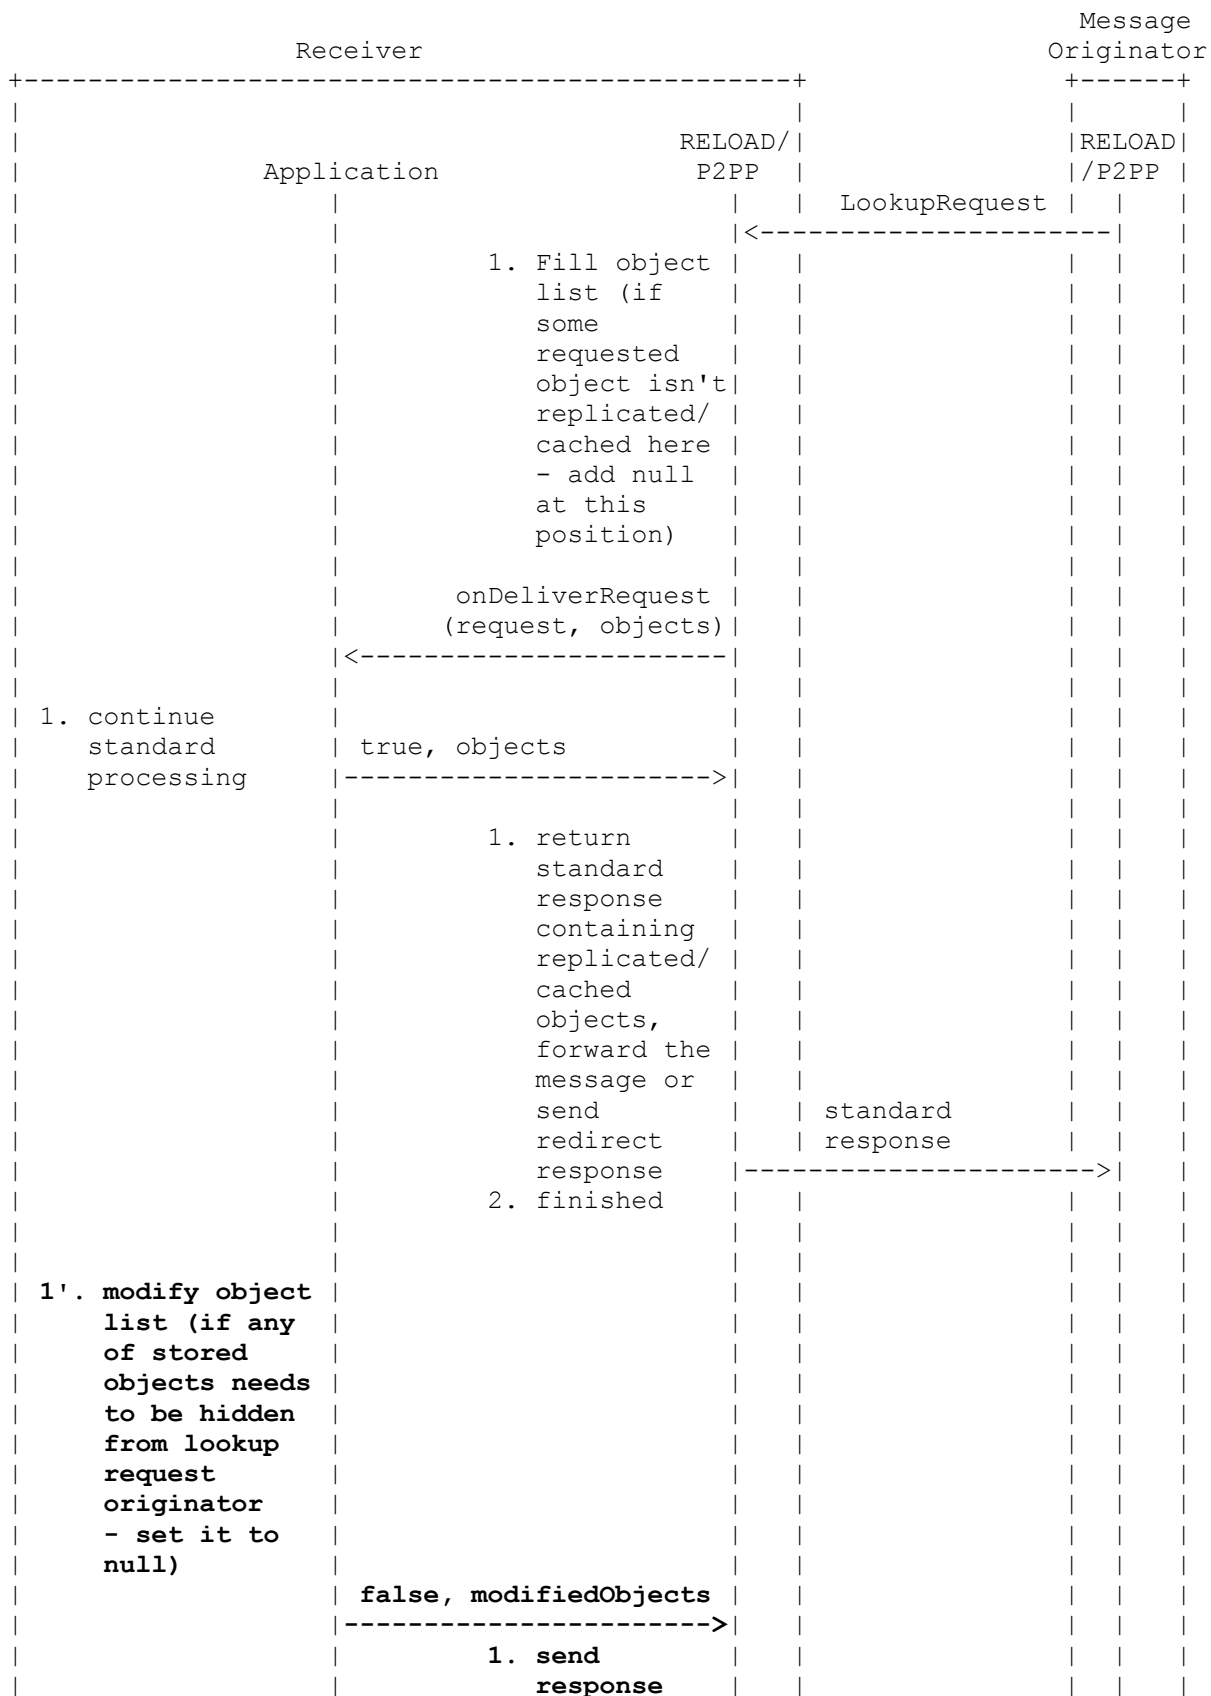 Message
                  Receiver                                       Originator
+------------------------------------------------+                +------+
|                                                |                |      |
|                                         RELOAD/|                |RELOAD|
|               Application                P2PP  |                |/P2PP |
|                    |                        |   |  LookupRequest |  |   |
|                    |                        |<----------------------|   |
|                    |         1. Fill object |   |                |  |   |
|                    |            list (if    |   |                |  |   |
|                    |            some        |   |                |  |   |
|                    |            requested   |   |                |  |   |
|                    |            object isn't|   |                |  |   |
|                    |            replicated/ |   |                |  |   |
|                    |            cached here |   |                |  |   |
|                    |            - add null  |   |                |  |   |
|                    |            at this     |   |                |  |   |
|                    |            position)   |   |                |  |   |
|                    |                        |   |                |  |   |
|                    |       onDeliverRequest |   |                |  |   |
|                    |      (request, objects)|   |                |  |   |
|                    |<-----------------------|   |                |  |   |
|                    |                        |   |                |  |   |
| 1. continue        |                        |   |                |  |   |
|    standard        | true, objects          |   |                |  |   |
|    processing      |----------------------->|   |                |  |   |
|                    |                        |   |                |  |   |
|                    |         1. return      |   |                |  |   |
|                    |            standard    |   |                |  |   |
|                    |            response    |   |                |  |   |
|                    |            containing  |   |                |  |   |
|                    |            replicated/ |   |                |  |   |
|                    |            cached      |   |                |  |   |
|                    |            objects,    |   |                |  |   |
|                    |            forward the |   |                |  |   |
|                    |            message or  |   |                |  |   |
|                    |            send        |   | standard       |  |   |
|                    |            redirect    |   | response       |  |   |
|                    |            response    |---------------------->|   |
|                    |         2. finished    |   |                |  |   |
|                    |                        |   |                |  |   |
|                    |                        |   |                |  |   |
| 1'. modify object  |                        |   |                |  |   |
|     list (if any   |                        |   |                |  |   |
|     of stored      |                        |   |                |  |   |
|     objects needs  |                        |   |                |  |   |
|     to be hidden   |                        |   |                |  |   |
|     from lookup    |                        |   |                |  |   |
|     request        |                        |   |                |  |   |
|     originator     |                        |   |                |  |   |
|     - set it to    |                        |   |                |  |   |
|     null)          |                        |   |                |  |   |
|                    | false, modifiedObjects |   |                |  |   |
|                    |----------------------->|   |                |  |   |
|                    |         1. send        |   |                |  |   |
|                    |            response    |   |                |  |   |